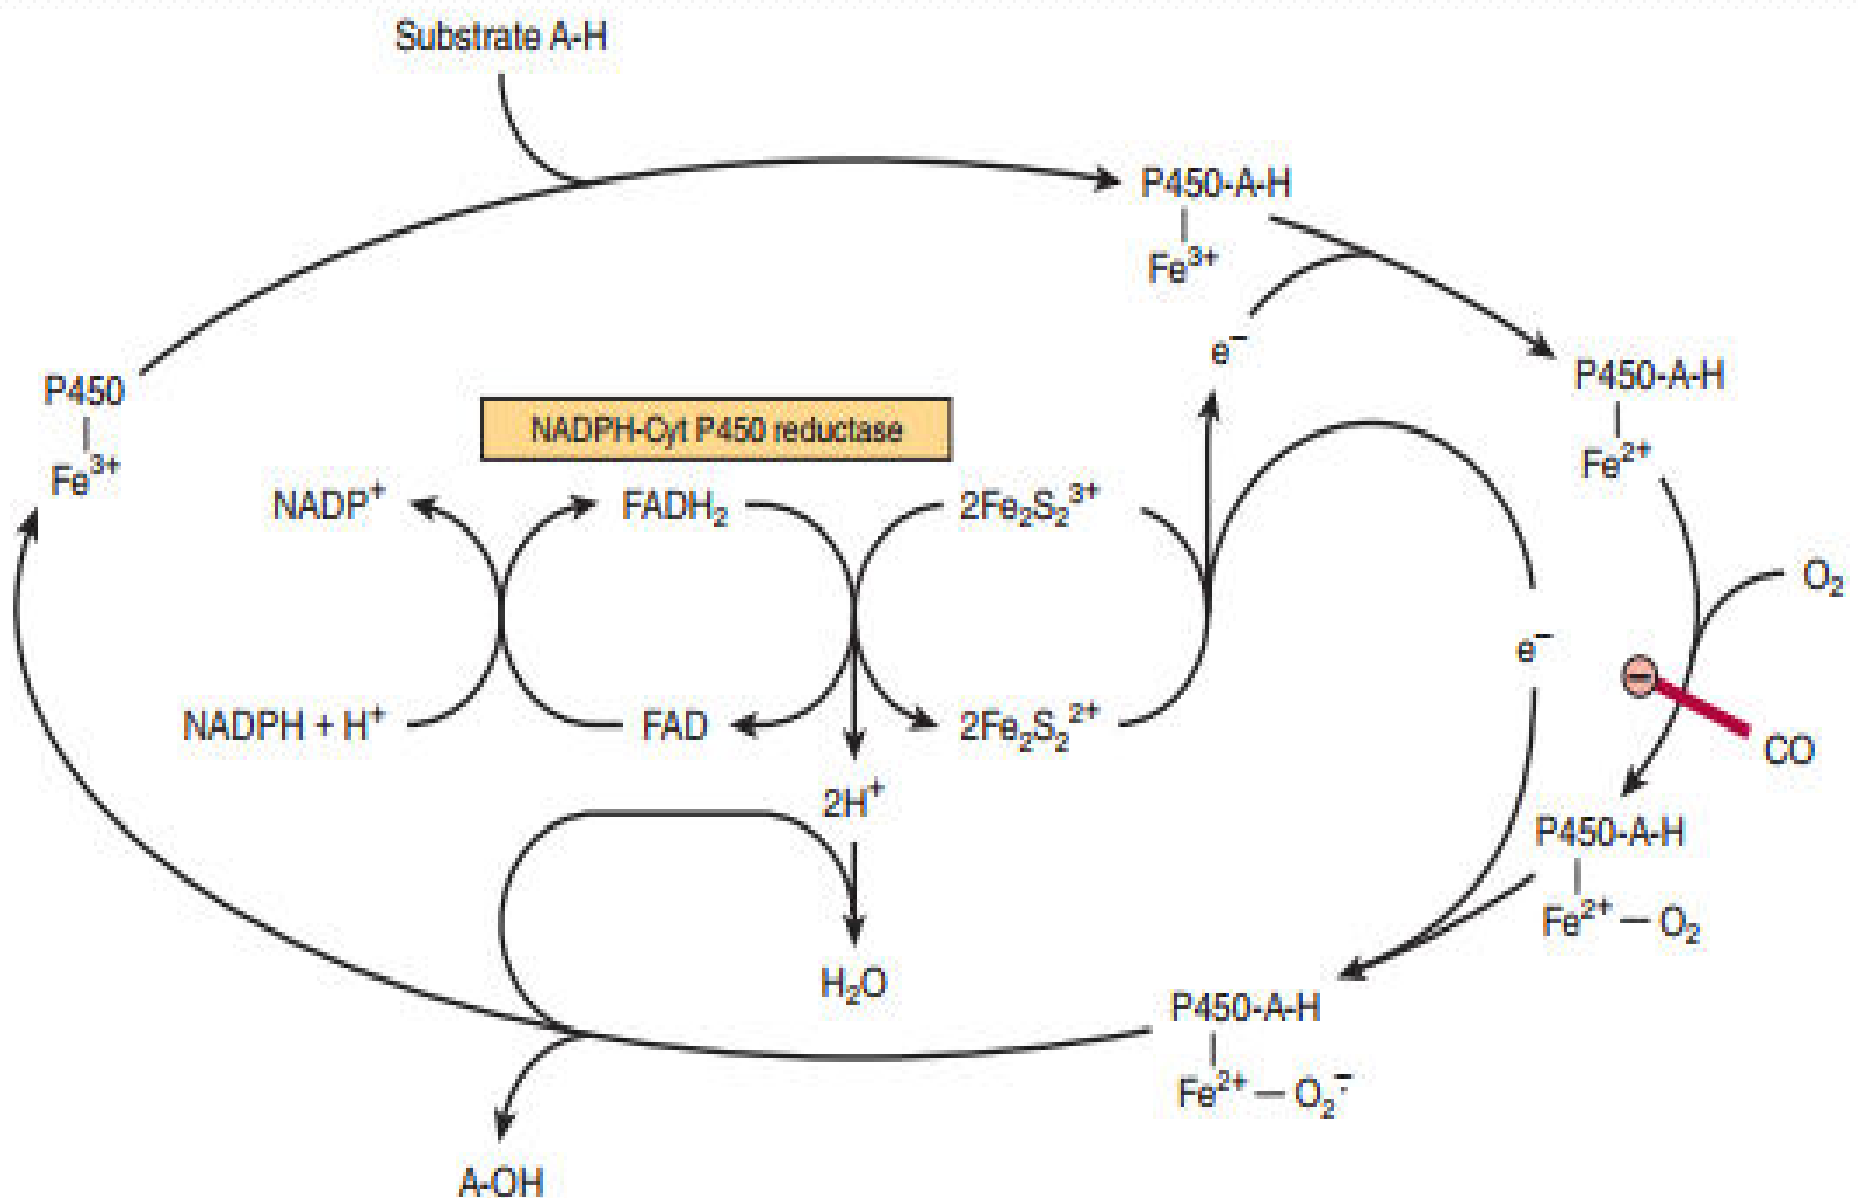 Substrate A-H
P450-A-H
Fe³⁺
e⁻
P450-A-H
Fe²⁺
P450
Fe³⁺
NADPH-Cyt P450 reductase
NADP⁺
FADH₂
2Fe₂S₂³⁺
O₂
e⁻
NADPH + H⁺
FAD
2Fe₂S₂²⁺
CO
2H⁺
P450-A-H
Fe²⁺ — O₂
H₂O
P450-A-H
Fe²⁺ — O₂⁻
A-OH